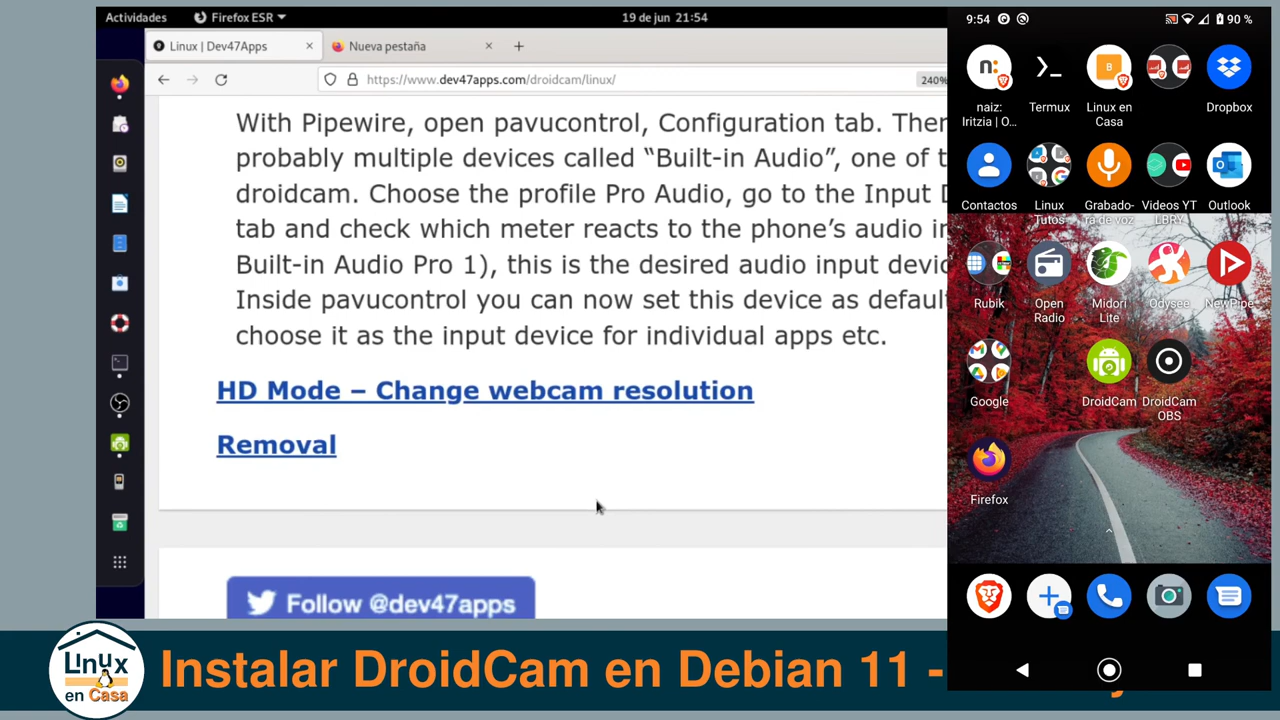 Actividades
Firefox ESR
19 de jun 21:54
Linux | Dev47Apps
Nueva pestaña
https://www.dev47apps.com/droidcam/linux/
240%
With Pipewire, open pavucontrol, Configuration tab. Ther
probably multiple devices called “Built-in Audio”, one of t
droidcam. Choose the profile Pro Audio, go to the Input D
tab and check which meter reacts to the phone’s audio in
Built-in Audio Pro 1), this is the desired audio input devic
Inside pavucontrol you can now set this device as default
choose it as the input device for individual apps etc.
HD Mode – Change webcam resolution
Removal
Follow @dev47apps
9:54
90 %
n:
B
naiz:
Iritzia | O...
Termux
Linux en
Casa
Dropbox
Contactos
Linux
Tutos
Grabado-
ra de voz
Videos YT
LBRY
Outlook
Rubik
Open
Radio
Midori
Lite
Odysee
NewPipe
Google
DroidCam
DroidCam
OBS
Firefox
Linux
en Casa
Instalar DroidCam en Debian 11 -